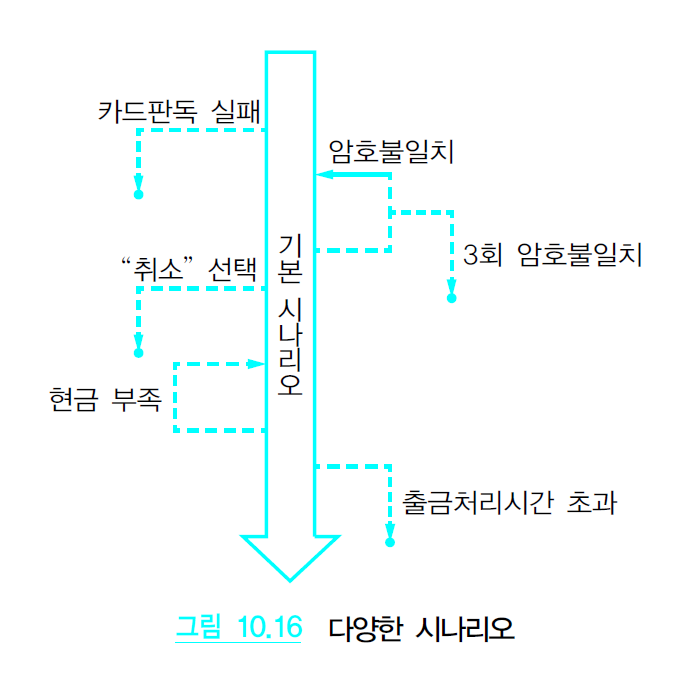 카드판독 실패
암호불일치
3회 암호불일치
“취소” 선택
기본 시나리오
현금 부족
출금처리시간 초과
그림 10.16 다양한 시나리오